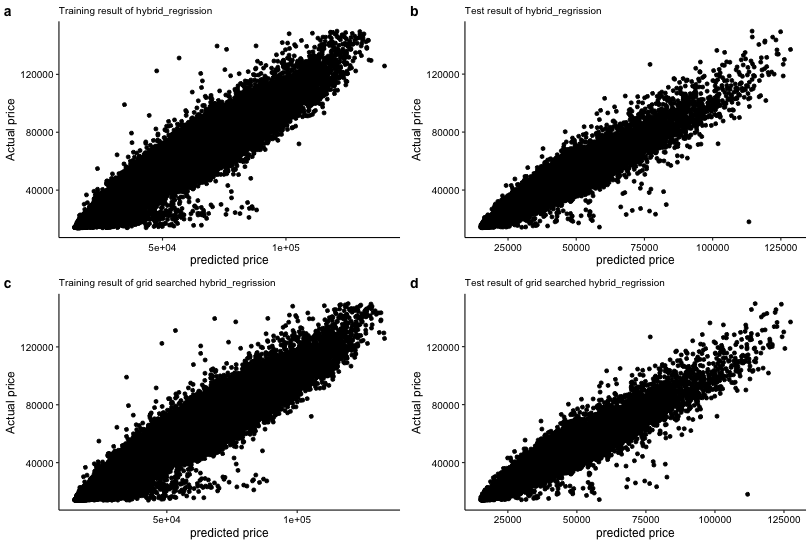 a
Training result of hybrid_regrission
Actual price
120000
80000
40000
5e+04 1e+05
predicted price
b
Test result of hybrid_regrission
Actual price
120000
80000
40000
25000 50000 75000 100000 125000
predicted price
c
Training result of grid searched hybrid_regrission
Actual price
120000
80000
40000
5e+04 1e+05
predicted price
d
Test result of grid searched hybrid_regrission
Actual price
120000
80000
40000
25000 50000 75000 100000 125000
predicted price